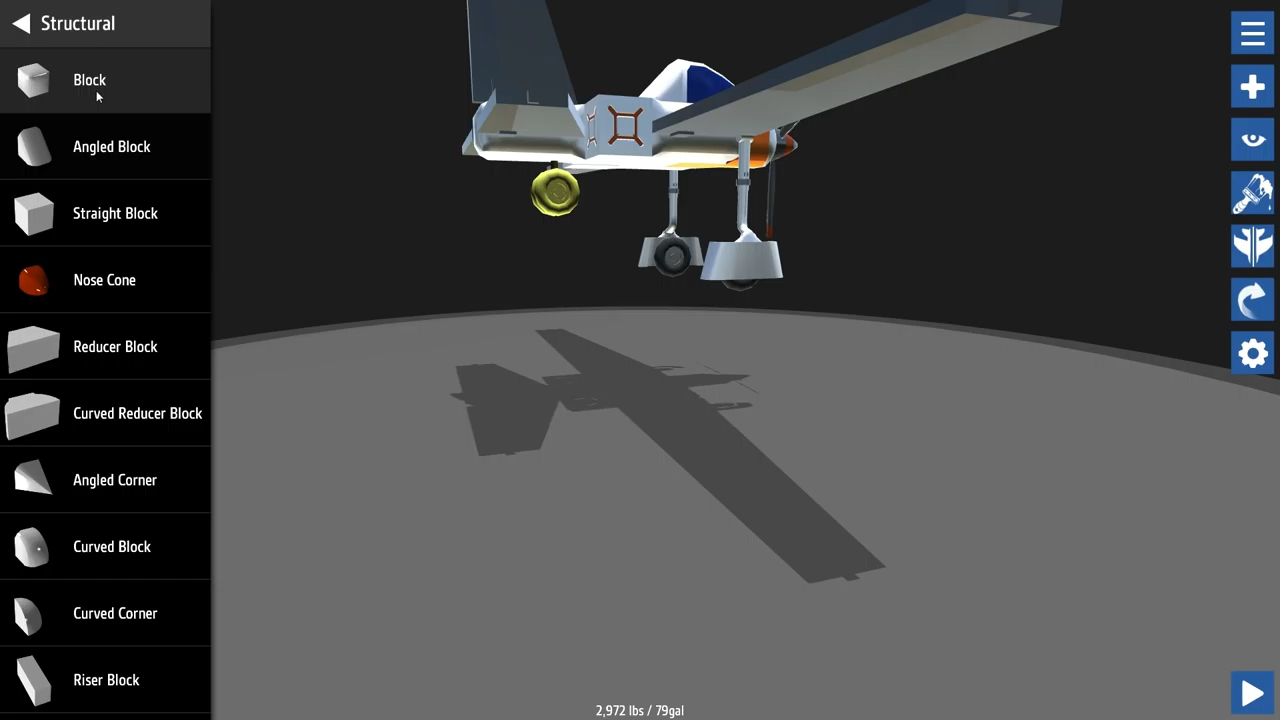 Structural
Block
Angled Block
Straight Block
Nose Cone
Reducer Block
Curved Reducer Block
Angled Corner
Curved Block
Curved Corner
Riser Block
2,972 lbs / 79gal